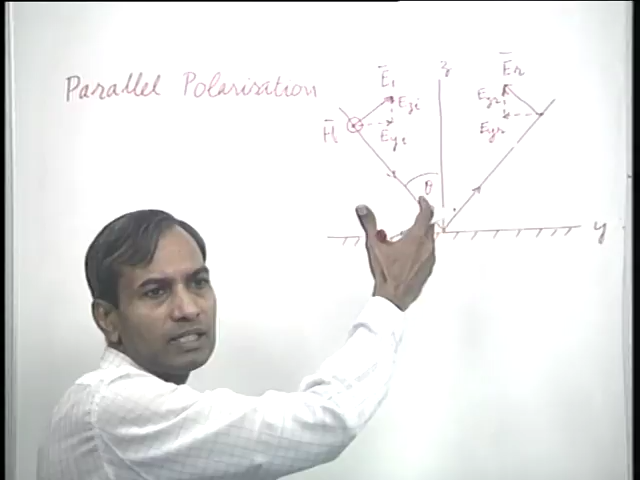 Parallel Polarisation
E̅i
Ezi
H̅
Eyi
z
E̅r
Ezr
Eyr
θ
y